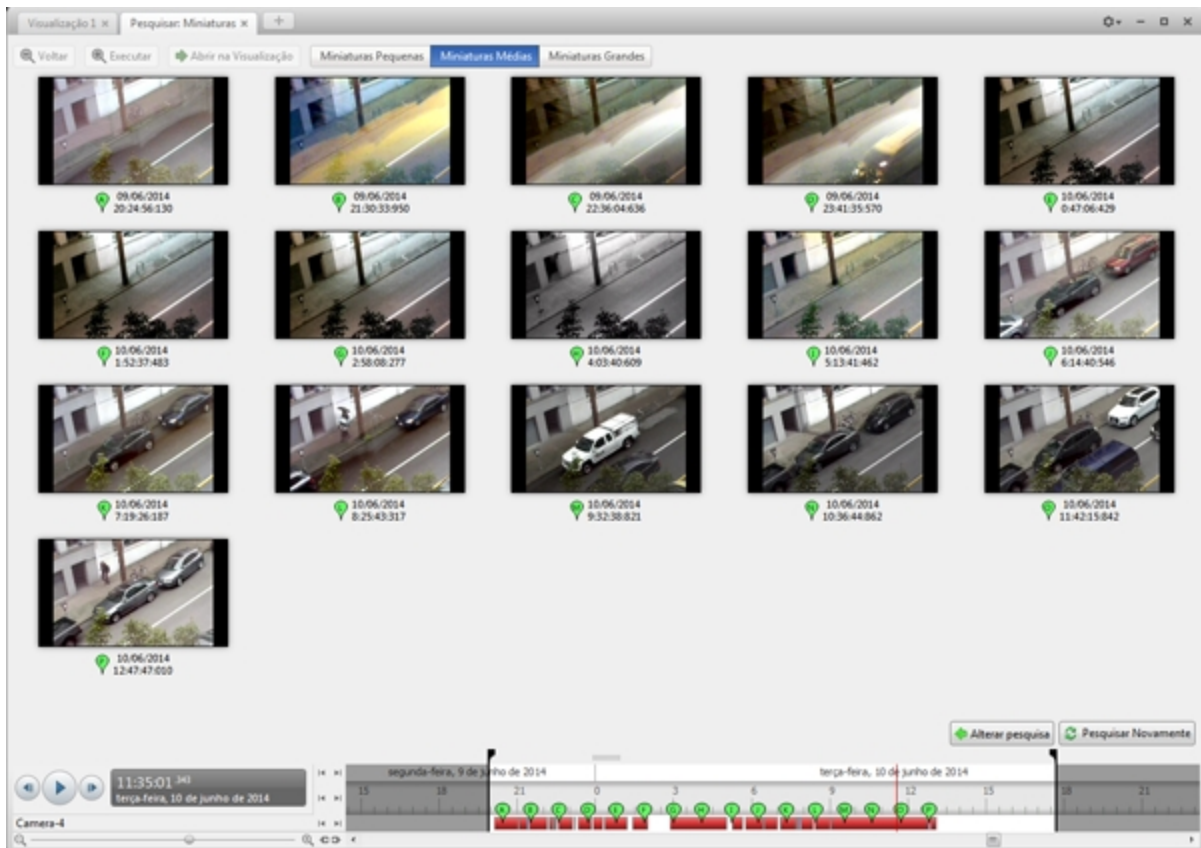 Visualização 1 × Pesquisar: Miniaturas × +
Voltar Executar Abrir na Visualização Miniaturas Pequenas Miniaturas Médias Miniaturas Grandes
A 09/06/2014 20:24:56:130
B 09/06/2014 21:30:33:950
C 09/06/2014 22:36:04:636
D 09/06/2014 23:41:35:570
E 10/06/2014 0:47:06:429
F 10/06/2014 1:52:37:483
G 10/06/2014 2:58:08:277
H 10/06/2014 4:03:40:609
I 10/06/2014 5:13:41:462
J 10/06/2014 6:14:40:546
K 10/06/2014 7:19:26:187
L 10/06/2014 8:25:43:317
M 10/06/2014 9:32:38:821
N 10/06/2014 10:36:44:862
O 10/06/2014 11:42:15:842
P 10/06/2014 12:47:47:010
Alterar pesquisa Pesquisar Novamente
segunda-feira, 9 de junho de 2014 terça-feira, 10 de junho de 2014
11:35:01
terça-feira, 10 de junho de 2014
15 18 21 0 3 6 9 12 15 18 21
A B C D E F G H I J K L M N O P
Camera-4